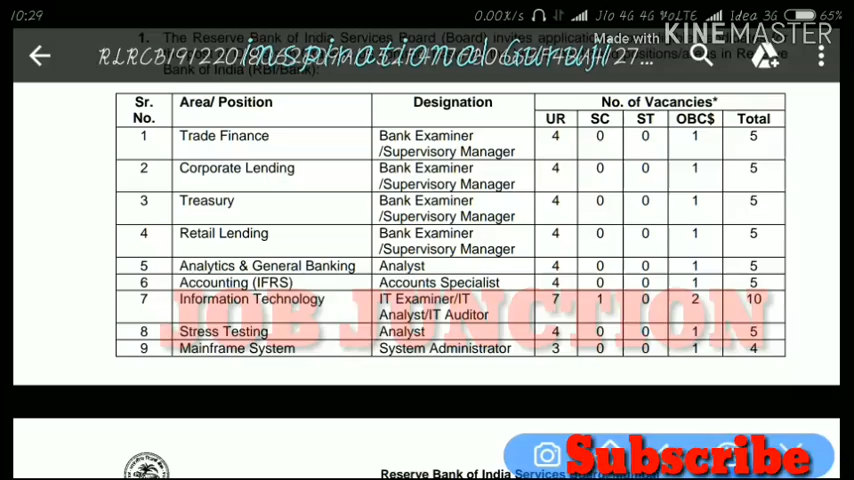 10:29 0.00K/s Jio 4G 4G VoLTE Idea 3G 65%
Made with
KINEMASTER
1. The Reserve Bank of India Services Board (Board) invites
inspirational Guruji
Bank of India (RBI/Bank):
Sr. No. Area/ Position Designation No. of Vacancies*
UR SC ST OBC$ Total
1 Trade Finance Bank Examiner /Supervisory Manager 4 0 0 1 5
2 Corporate Lending Bank Examiner /Supervisory Manager 4 0 0 1 5
3 Treasury Bank Examiner /Supervisory Manager 4 0 0 1 5
4 Retail Lending Bank Examiner /Supervisory Manager 4 0 0 1 5
5 Analytics & General Banking Analyst 4 0 0 1 5
6 Accounting (IFRS) Accounts Specialist 4 0 0 1 5
7 Information Technology IT Examiner/IT Analyst/IT Auditor 7 1 0 2 10
8 Stress Testing Analyst 4 0 0 1 5
9 Mainframe System System Administrator 3 0 0 1 4
JOB JUNCTION
Subscribe
Reserve Bank of India Services Board, Mumbai